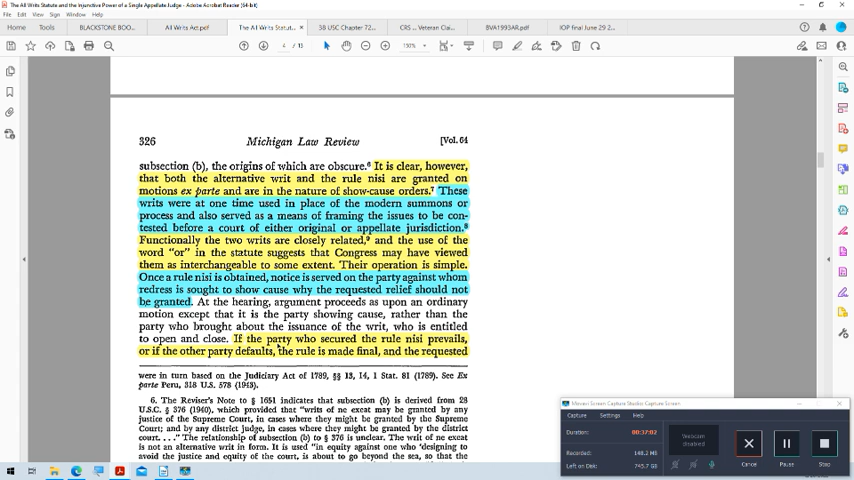 The All Writs Statute and the Injunctive Power of a Single Appellate Judge - Adobe Acrobat Reader (64-bit)
File Edit View Sign Window Help
Home Tools BLACKSTONE BOO... All Writs Act.pdf The All Writs Statut... × 38 USC Chapter 72... CRS ... Veteran Clai... BVA1993AR.pdf IOP final June 29 2...
4 / 13 150%
326 Michigan Law Review [Vol. 64
subsection (b), the origins of which are obscure.6 It is clear, however,
that both the alternative writ and the rule nisi are granted on
motions ex parte and are in the nature of show-cause orders.7 These
writs were at one time used in place of the modern summons or
process and also served as a means of framing the issues to be con-
tested before a court of either original or appellate jurisdiction.8
Functionally the two writs are closely related,9 and the use of the
word "or" in the statute suggests that Congress may have viewed
them as interchangeable to some extent. Their operation is simple.
Once a rule nisi is obtained, notice is served on the party against whom
redress is sought to show cause why the requested relief should not
be granted. At the hearing, argument proceeds as upon an ordinary
motion except that it is the party showing cause, rather than the
party who brought about the issuance of the writ, who is entitled
to open and close. If the party who secured the rule nisi prevails,
or if the other party defaults, the rule is made final, and the requested
were in turn based on the Judiciary Act of 1789, §§ 13, 14, 1 Stat. 81 (1789). See Ex
parte Peru, 318 U.S. 578 (1943).
6. The Reviser's Note to § 1651 indicates that subsection (b) is derived from 28
U.S.C. § 376 (1940), which provided that "writs of ne exeat may be granted by any
justice of the Supreme Court, in cases where they might be granted by the Supreme
Court; and by any district judge, in cases where they might be granted by the district
court. . . ." The relationship of subsection (b) to § 376 is unclear. The writ of ne exeat
is not an alternative writ in form. It is used "in equity against one who 'designing to
avoid the justice and equity of the court, is about to go beyond the sea, so that the
Movavi Screen Capture Studio: Capture Screen
Capture Settings Help
Duration: 00:37:02
Recorded: 148.2 MB
Left on Disk: 745.7 GB
Webcam
disabled
Cancel Pause Stop